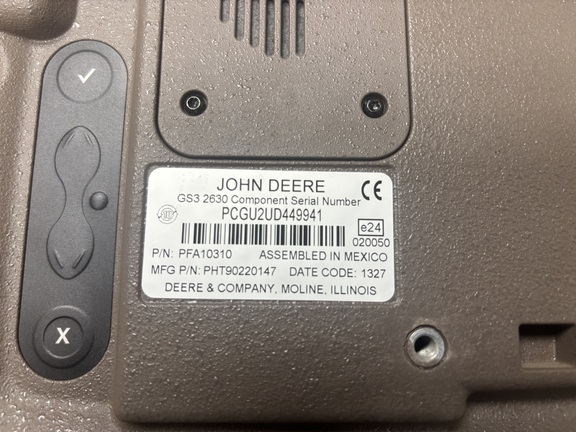 JOHN DEERE
CE
GS3 2630 Component Serial Number
PCGU2UD449941
e24
020050
P/N: PFA10310 ASSEMBLED IN MEXICO
MFG P/N: PHT90220147 DATE CODE: 1327
DEERE & COMPANY, MOLINE, ILLINOIS
X